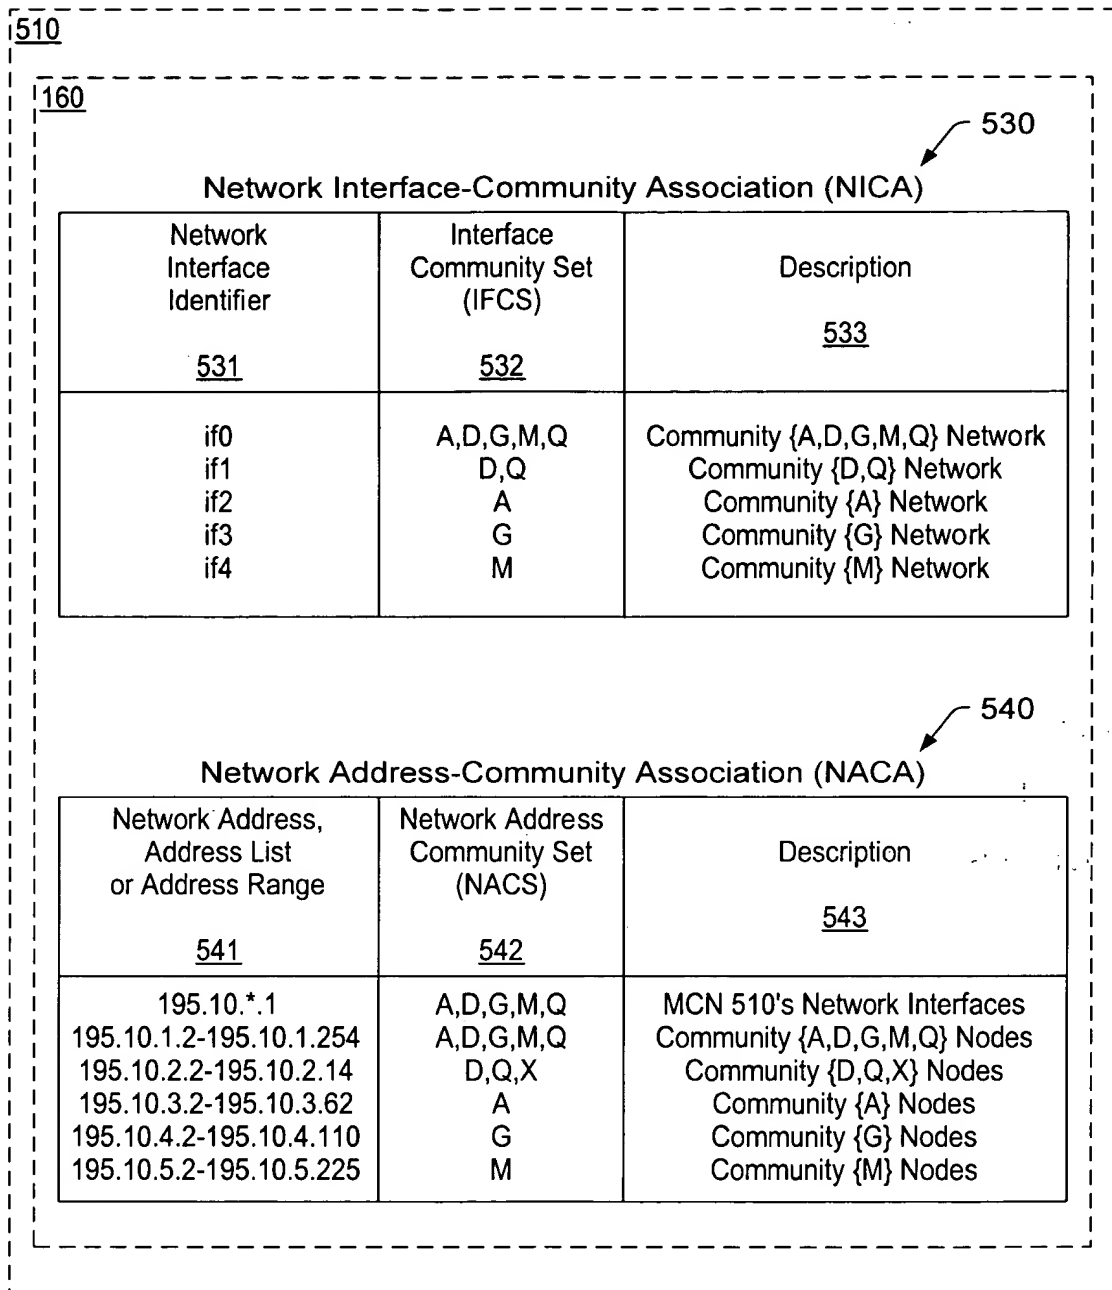 510
160
530
Network Interface-Community Association (NICA)
Network
Interface
Identifier
531
Interface
Community Set
(IFCS)
532
Description
533
if0 A,D,G,M,Q Community {A,D,G,M,Q} Network
if1 D,Q Community {D,Q} Network
if2 A Community {A} Network
if3 G Community {G} Network
if4 M Community {M} Network
540
Network Address-Community Association (NACA)
Network Address,
Address List
or Address Range
541
Network Address
Community Set
(NACS)
542
Description
543
195.10.*.1 A,D,G,M,Q MCN 510's Network Interfaces
195.10.1.2-195.10.1.254 A,D,G,M,Q Community {A,D,G,M,Q} Nodes
195.10.2.2-195.10.2.14 D,Q,X Community {D,Q,X} Nodes
195.10.3.2-195.10.3.62 A Community {A} Nodes
195.10.4.2-195.10.4.110 G Community {G} Nodes
195.10.5.2-195.10.5.225 M Community {M} Nodes